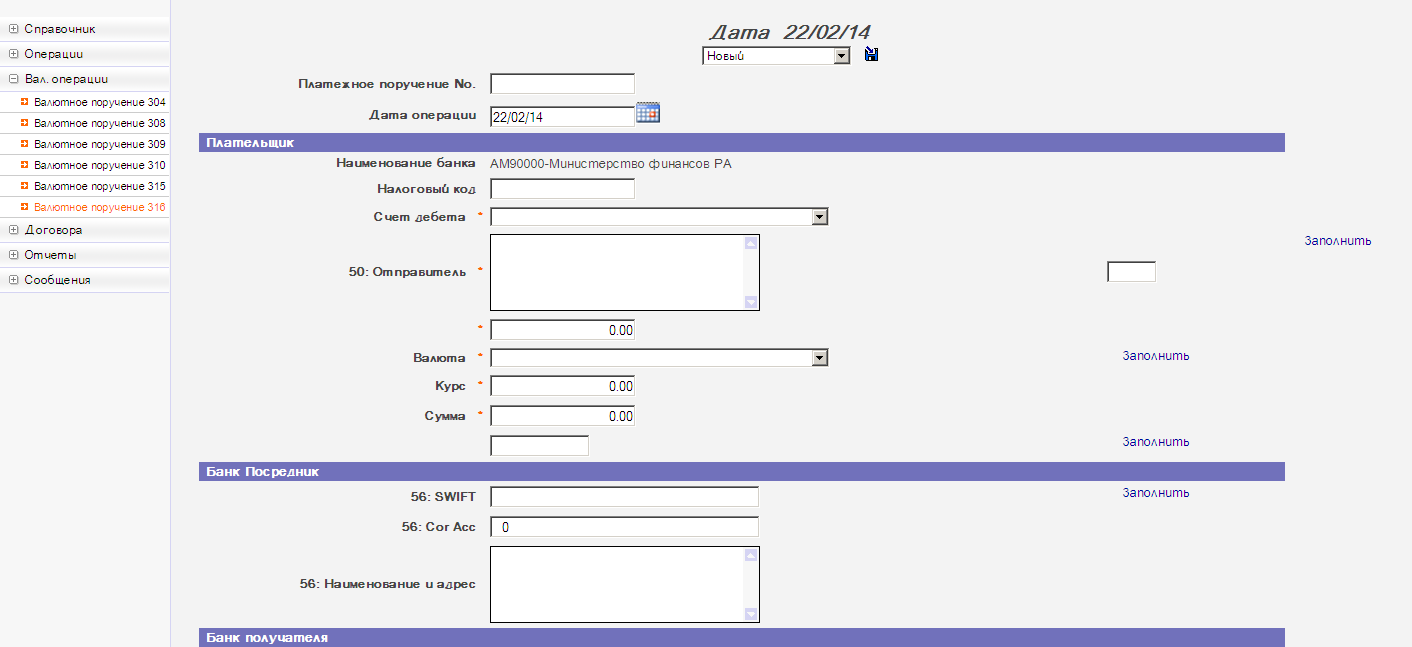 Справочник
Операции
Вал. операции
Валютное поручение 304
Валютное поручение 308
Валютное поручение 309
Валютное поручение 310
Валютное поручение 315
Валютное поручение 316
Договора
Отчеты
Сообщения
Дата 22/02/14
Новый
Платежное поручение No.
Дата операции 22/02/14
Плательщик
Наименование банка AM90000-Министерство финансов РА
Налоговый код
Счет дебета *
Заполнить
50: Отправитель *
* 0.00
Валюта * Заполнить
Курс * 0.00
Сумма * 0.00
Заполнить
Банк Посредник
56: SWIFT Заполнить
56: Cor Acc 0
56: Наименование и адрес
Банк получателя